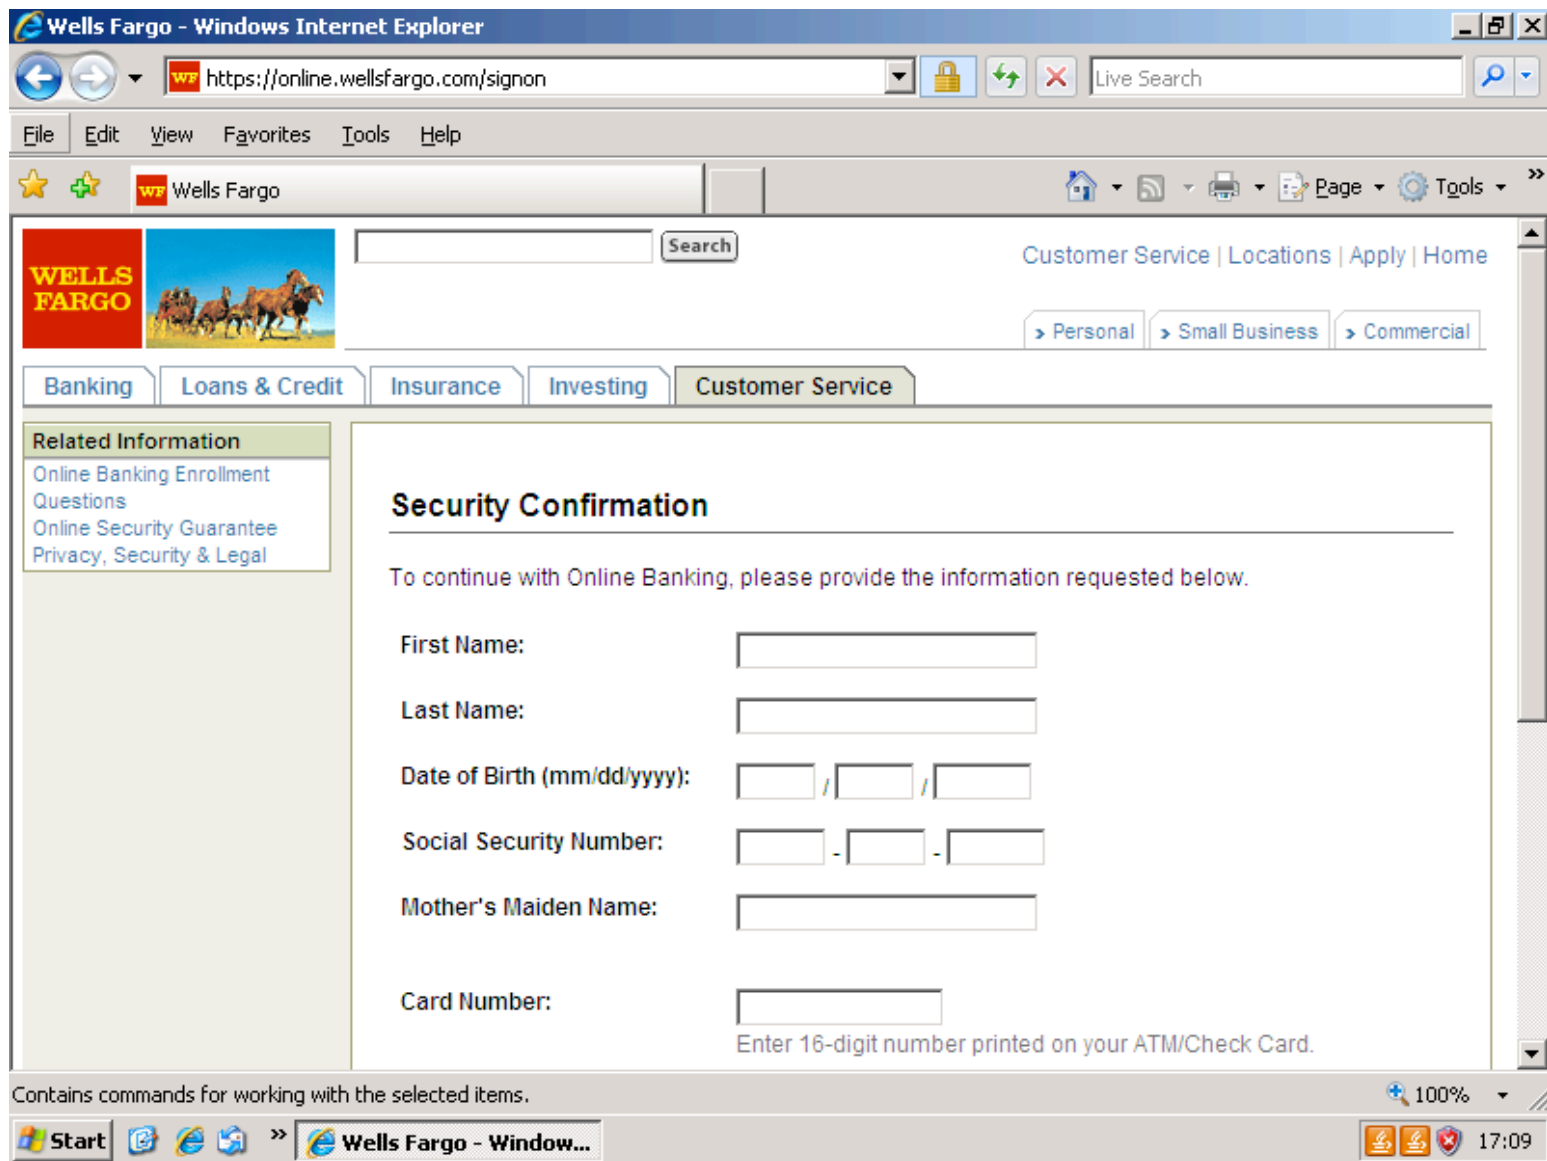 Wells Fargo - Windows Internet Explorer
WF https://online.wellsfargo.com/signon
Live Search
File Edit View Favorites Tools Help
WF Wells Fargo
Page Tools »
WELLS
FARGO
Search
Customer Service | Locations | Apply | Home
Personal Small Business Commercial
Banking Loans & Credit Insurance Investing Customer Service
Related Information
Online Banking Enrollment
Questions
Online Security Guarantee
Privacy, Security & Legal
Security Confirmation
To continue with Online Banking, please provide the information requested below.
First Name:
Last Name:
Date of Birth (mm/dd/yyyy): / /
Social Security Number: - -
Mother's Maiden Name:
Card Number:
Enter 16-digit number printed on your ATM/Check Card.
Contains commands for working with the selected items.
100%
Start » Wells Fargo - Window... 17:09